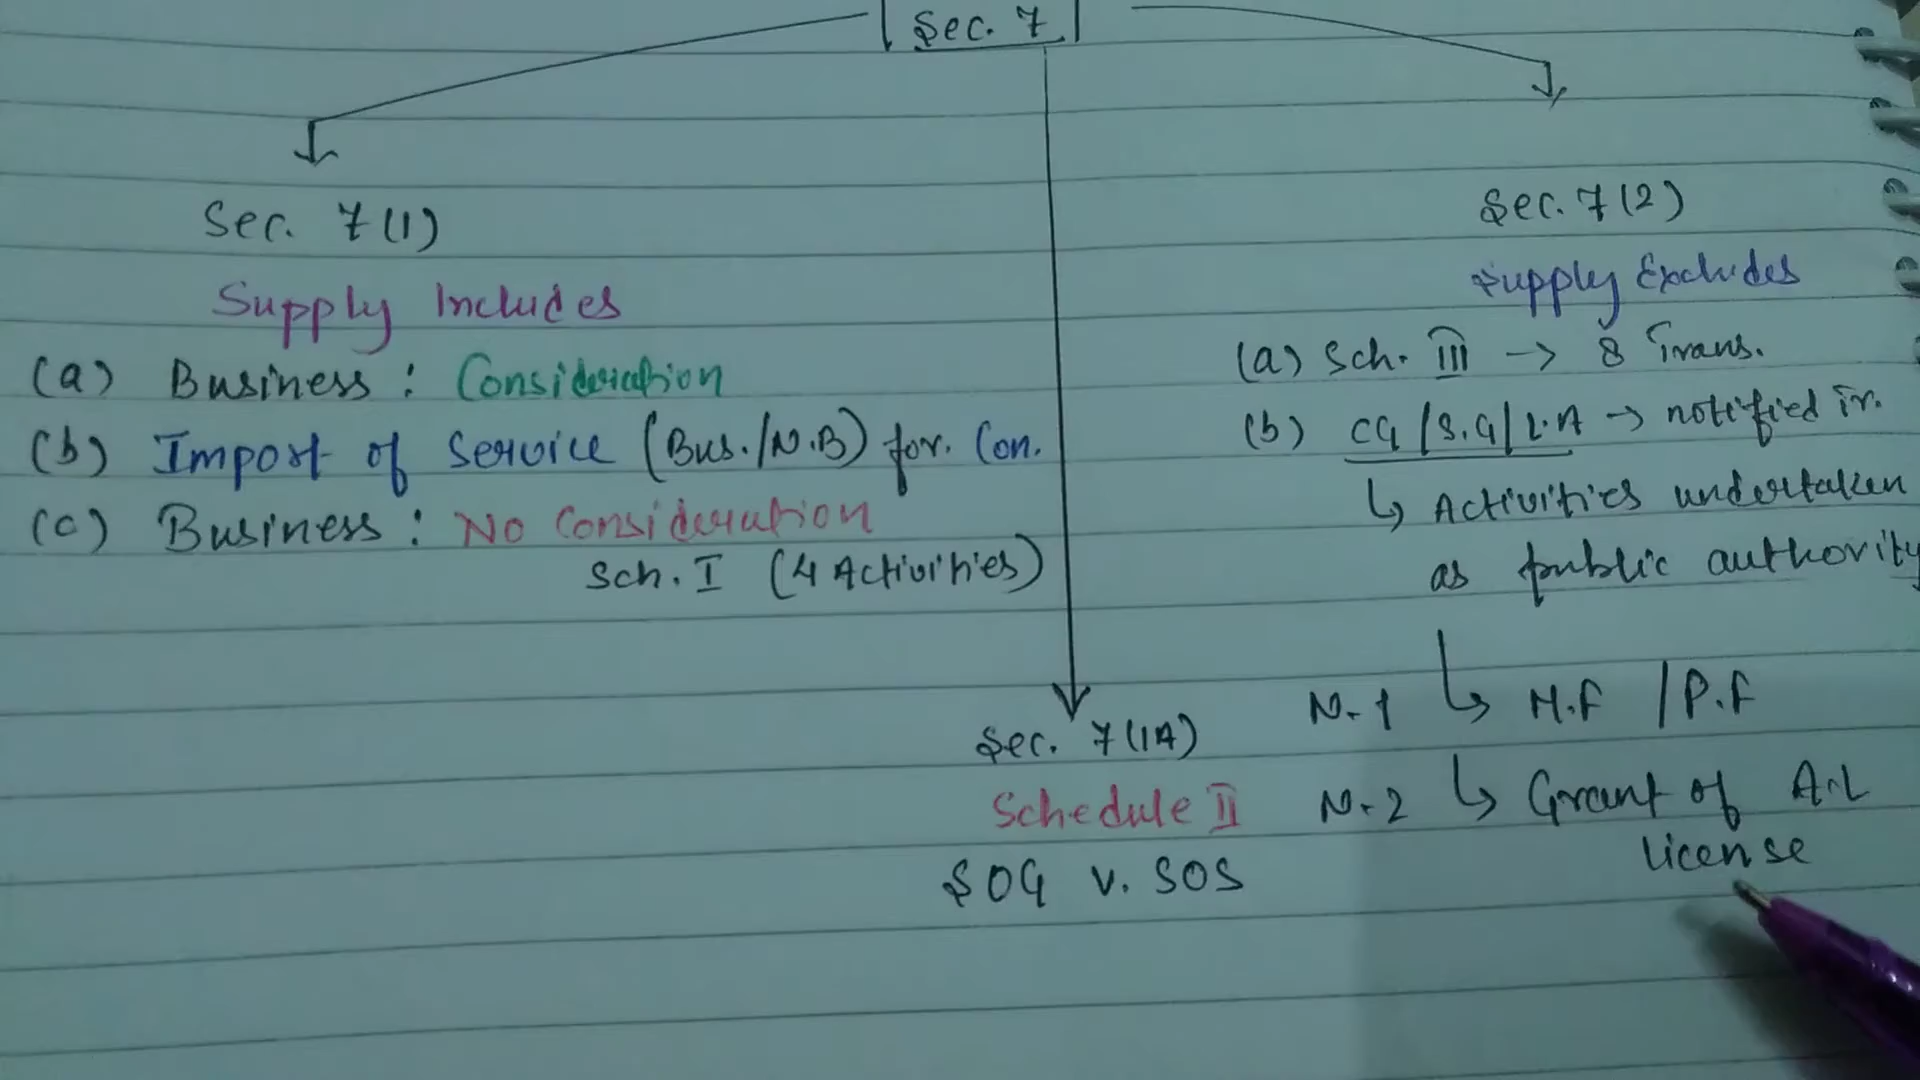 Sec. 7
Sec. 7(1)
Supply Includes
(a) Business : Consideration
(b) Import of Service (Bus./N.B) for. Con.
(c) Business : No Consideration
Sch. I (4 Activities)
Sec. 7(1A)
Schedule II
SOG V. SOS
Sec. 7(2)
Supply Excludes
(a) Sch. III → 8 Trans.
(b) CG/S.G/L.A → notified in.
↳ Activities undertaken
as public authority
N-1 ↳ M.F / P.F
N-2 ↳ Grant of A.L
License